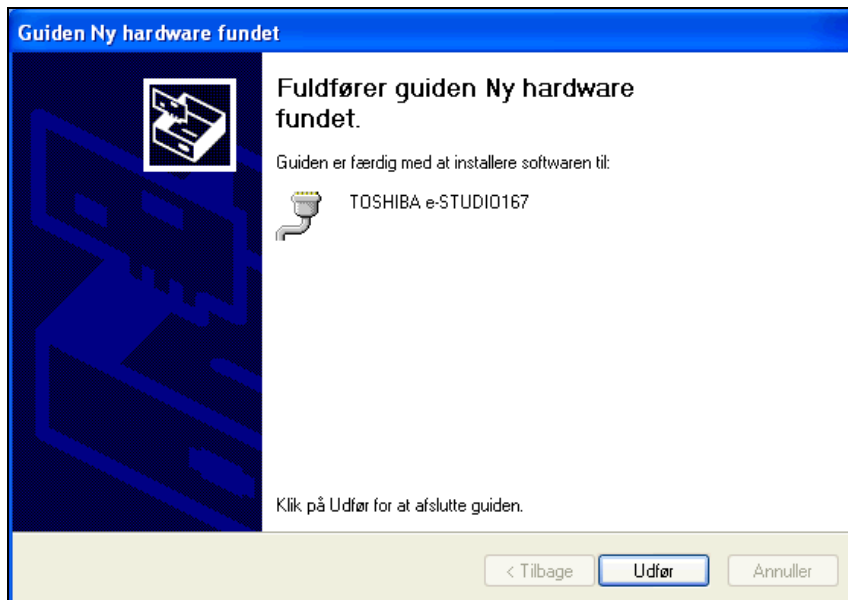 Guiden Ny hardware fundet
Fuldfører guiden Ny hardware
fundet.
Guiden er færdig med at installere softwaren til:
TOSHIBA e-STUDIO167
Klik på Udfør for at afslutte guiden.
< Tilbage
Udfør
Annuller